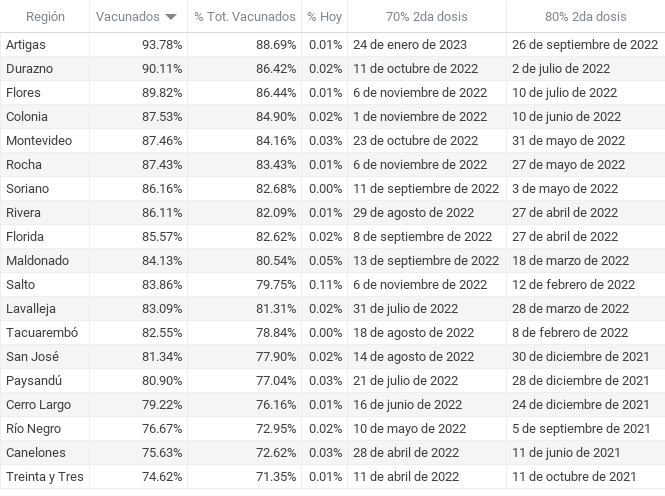 Región Vacunados % Tot. Vacunados % Hoy 70% 2da dosis 80% 2da dosis
Artigas 93.78% 88.69% 0.01% 24 de enero de 2023 26 de septiembre de 2022
Durazno 90.11% 86.42% 0.02% 11 de octubre de 2022 2 de julio de 2022
Flores 89.82% 86.44% 0.01% 6 de noviembre de 2022 10 de julio de 2022
Colonia 87.53% 84.90% 0.02% 1 de noviembre de 2022 10 de junio de 2022
Montevideo 87.46% 84.16% 0.03% 23 de octubre de 2022 31 de mayo de 2022
Rocha 87.43% 83.43% 0.01% 6 de noviembre de 2022 27 de mayo de 2022
Soriano 86.16% 82.68% 0.00% 11 de septiembre de 2022 3 de mayo de 2022
Rivera 86.11% 82.09% 0.01% 29 de agosto de 2022 27 de abril de 2022
Florida 85.57% 82.62% 0.02% 8 de septiembre de 2022 27 de abril de 2022
Maldonado 84.13% 80.54% 0.05% 13 de septiembre de 2022 18 de marzo de 2022
Salto 83.86% 79.75% 0.11% 6 de noviembre de 2022 12 de febrero de 2022
Lavalleja 83.09% 81.31% 0.02% 31 de julio de 2022 28 de marzo de 2022
Tacuarembó 82.55% 78.84% 0.00% 18 de agosto de 2022 8 de febrero de 2022
San José 81.34% 77.90% 0.02% 14 de agosto de 2022 30 de diciembre de 2021
Paysandú 80.90% 77.04% 0.03% 21 de julio de 2022 28 de diciembre de 2021
Cerro Largo 79.22% 76.16% 0.01% 16 de junio de 2022 24 de diciembre de 2021
Río Negro 76.67% 72.95% 0.02% 10 de mayo de 2022 5 de septiembre de 2021
Canelones 75.63% 72.62% 0.03% 28 de abril de 2022 11 de junio de 2021
Treinta y Tres 74.62% 71.35% 0.01% 11 de abril de 2022 11 de octubre de 2021